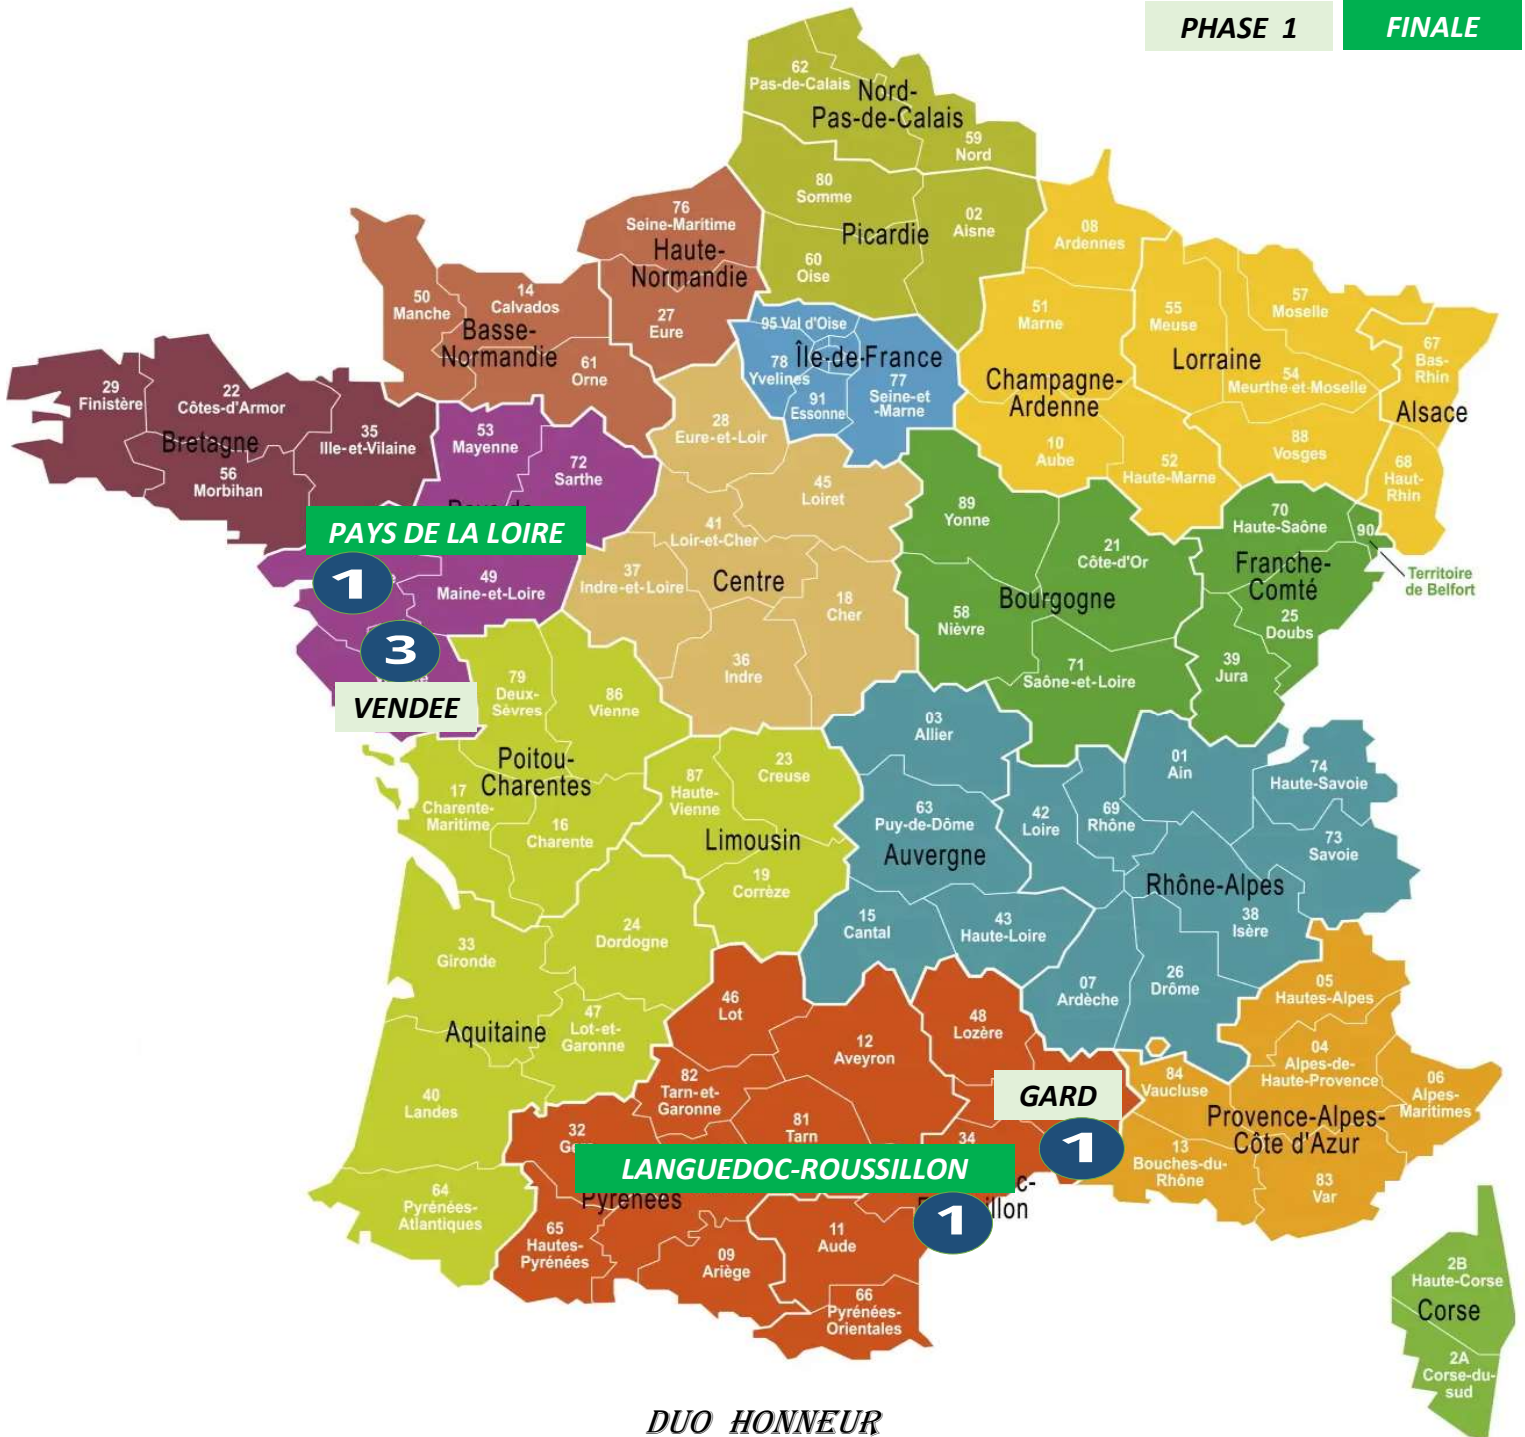 PHASE 1
FINALE
62
Pas-de-Calais
Nord-
Pas-de-Calais
59
Nord
80
Somme
02
Aisne
Picardie
60
Oise
76
Seine-Maritime
Haute-
Normandie
27
Eure
08
Ardennes
50
Manche
14
Calvados
Basse-
Normandie
61
Orne
95 Val d'Oise
Île-de-France
78
Yvelines
91
Essonne
77
Seine-et
-Marne
51
Marne
55
Meuse
57
Moselle
Lorraine
54
Meurthe-et-Moselle
67
Bas-
Rhin
Champagne-
Ardenne
Alsace
10
Aube
52
Haute-Marne
88
Vosges
68
Haut-
Rhin
29
Finistère
22
Côtes-d'Armor
Bretagne
35
Ille-et-Vilaine
56
Morbihan
53
Mayenne
72
Sarthe
28
Eure-et-Loir
45
Loiret
41
Loir-et-Cher
89
Yonne
21
Côte-d'Or
70
Haute-Saône
90
Territoire
de Belfort
Franche-
Comté
PAYS DE LA LOIRE
1
49
Maine-et-Loire
37
Indre-et-Loire
Centre
18
Cher
58
Nièvre
Bourgogne
25
Doubs
3
36
Indre
71
Saône-et-Loire
39
Jura
VENDEE
79
Deux-
Sèvres
86
Vienne
03
Allier
Poitou-
Charentes
17
Charente-
Maritime
16
Charente
87
Haute-
Vienne
23
Creuse
Limousin
19
Corrèze
63
Puy-de-Dôme
Auvergne
42
Loire
69
Rhône
01
Ain
74
Haute-Savoie
73
Savoie
Rhône-Alpes
38
Isère
15
Cantal
43
Haute-Loire
33
Gironde
24
Dordogne
07
Ardèche
26
Drôme
05
Hautes-Alpes
Aquitaine
47
Lot-et-
Garonne
46
Lot
12
Aveyron
48
Lozère
04
Alpes-de-
Haute-Provence
06
Alpes-
Maritimes
40
Landes
82
Tarn-et-
Garonne
81
Tarn
GARD
84
Vaucluse
Provence-Alpes-
Côte d'Azur
32
34
1
13
Bouches-du-
Rhône
83
Var
LANGUEDOC-ROUSSILLON
Pyrénées
c-
illon
1
64
Pyrénées-
Atlantiques
65
Hautes-
Pyrénées
09
Ariège
11
Aude
66
Pyrénées-
Orientales
2B
Haute-Corse
Corse
2A
Corse-du-
sud
DUO HONNEUR